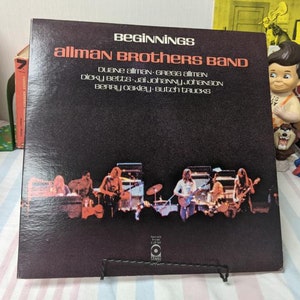 BEGINNINGS
ALLMAN BROTHERS BAND
DUANE ALLMAN · GREGG ALLMAN
DICKY BETTS · JAI JOHANNY JOHANSON
BERRY OAKLEY · BUTCH TRUCKS